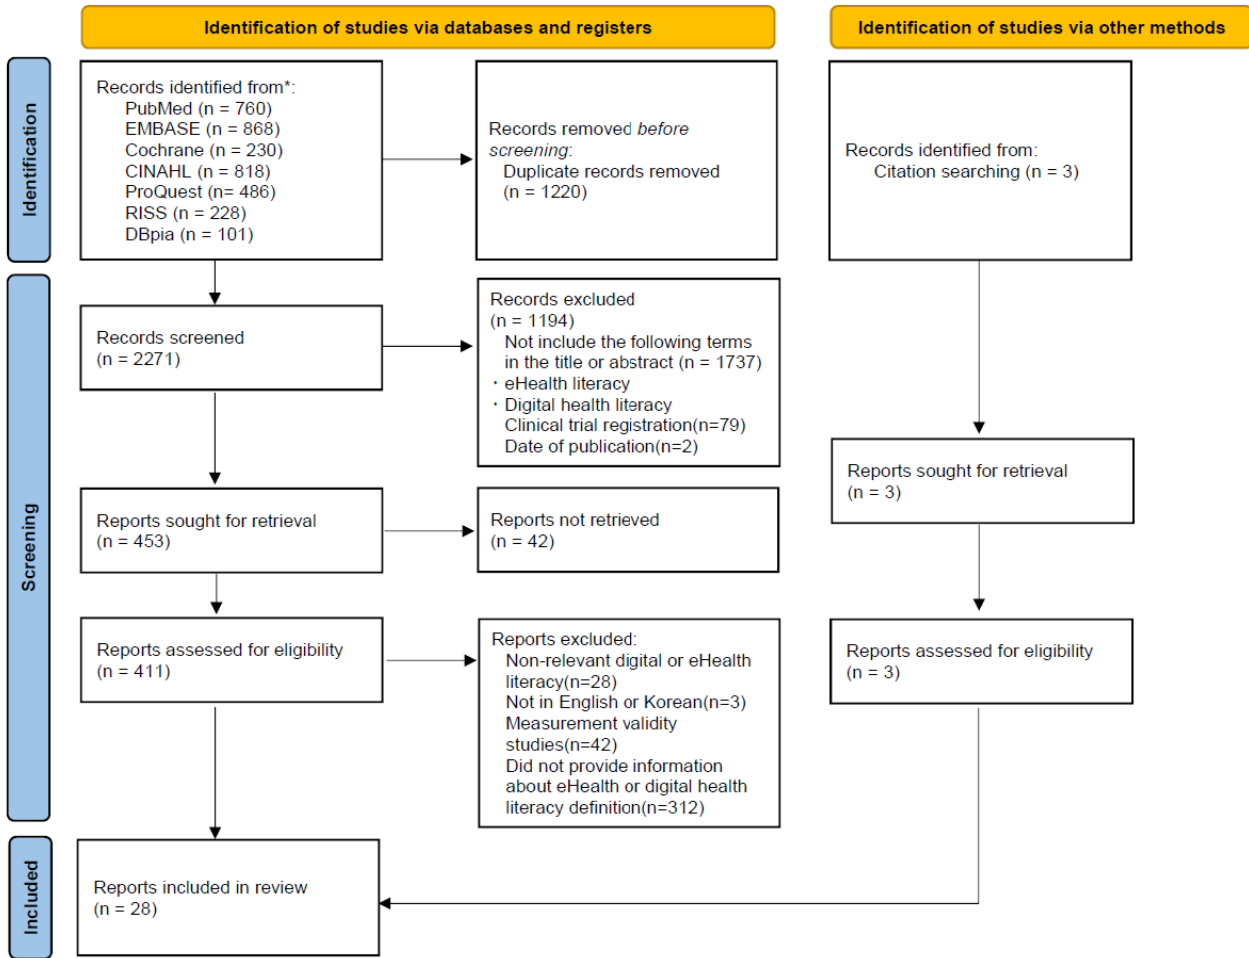 Identification of studies via databases and registers
Identification of studies via other methods
Identification
Records identified from*:
PubMed (n = 760)
EMBASE (n = 868)
Cochrane (n = 230)
CINAHL (n = 818)
ProQuest (n= 486)
RISS (n = 228)
DBpia (n = 101)
Records removed before
screening:
Duplicate records removed
(n = 1220)
Records identified from:
Citation searching (n = 3)
Screening
Records screened
(n = 2271)
Records excluded
(n = 1194)
Not include the following terms
in the title or abstract (n = 1737)
· eHealth literacy
· Digital health literacy
Clinical trial registration(n=79)
Date of publication(n=2)
Reports sought for retrieval
(n = 453)
Reports not retrieved
(n = 42)
Reports sought for retrieval
(n = 3)
Reports assessed for eligibility
(n = 411)
Reports excluded:
Non-relevant digital or eHealth
literacy(n=28)
Not in English or Korean(n=3)
Measurement validity
studies(n=42)
Did not provide information
about eHealth or digital health
literacy definition(n=312)
Reports assessed for eligibility
(n = 3)
Included
Reports included in review
(n = 28)